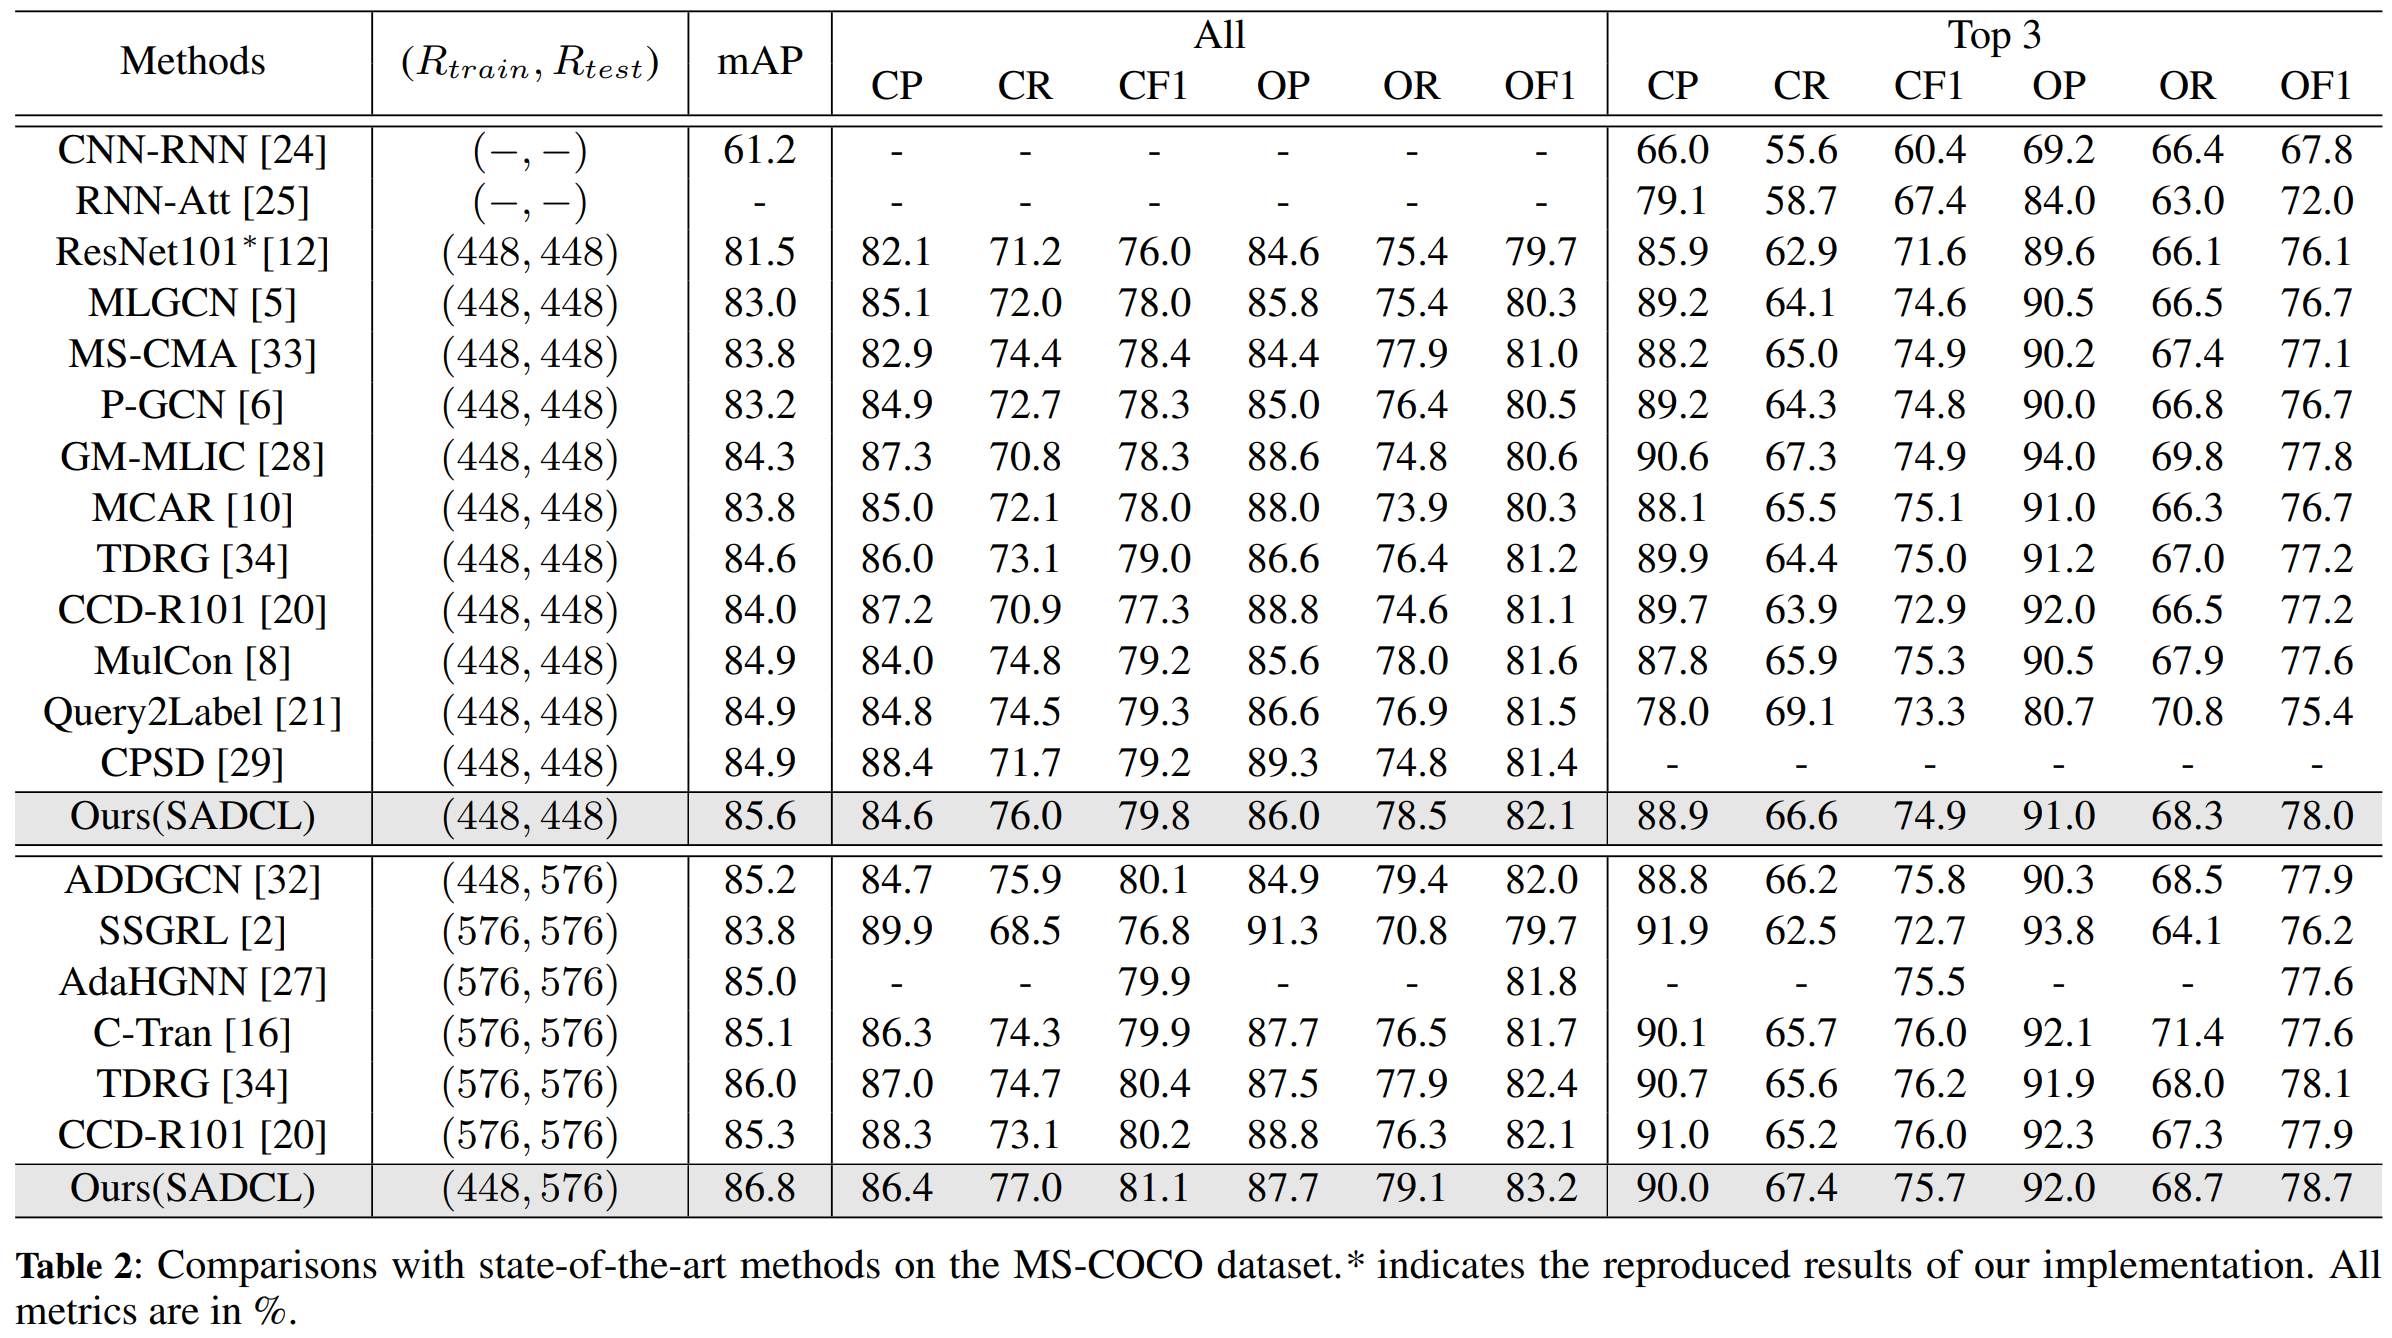 Methods (R_train, R_test) mAP All Top 3
CP CR CF1 OP OR OF1 CP CR CF1 OP OR OF1
CNN-RNN [24] (−, −) 61.2 - - - - - - 66.0 55.6 60.4 69.2 66.4 67.8
RNN-Att [25] (−, −) - - - - - - - 79.1 58.7 67.4 84.0 63.0 72.0
ResNet101*[12] (448, 448) 81.5 82.1 71.2 76.0 84.6 75.4 79.7 85.9 62.9 71.6 89.6 66.1 76.1
MLGCN [5] (448, 448) 83.0 85.1 72.0 78.0 85.8 75.4 80.3 89.2 64.1 74.6 90.5 66.5 76.7
MS-CMA [33] (448, 448) 83.8 82.9 74.4 78.4 84.4 77.9 81.0 88.2 65.0 74.9 90.2 67.4 77.1
P-GCN [6] (448, 448) 83.2 84.9 72.7 78.3 85.0 76.4 80.5 89.2 64.3 74.8 90.0 66.8 76.7
GM-MLIC [28] (448, 448) 84.3 87.3 70.8 78.3 88.6 74.8 80.6 90.6 67.3 74.9 94.0 69.8 77.8
MCAR [10] (448, 448) 83.8 85.0 72.1 78.0 88.0 73.9 80.3 88.1 65.5 75.1 91.0 66.3 76.7
TDRG [34] (448, 448) 84.6 86.0 73.1 79.0 86.6 76.4 81.2 89.9 64.4 75.0 91.2 67.0 77.2
CCD-R101 [20] (448, 448) 84.0 87.2 70.9 77.3 88.8 74.6 81.1 89.7 63.9 72.9 92.0 66.5 77.2
MulCon [8] (448, 448) 84.9 84.0 74.8 79.2 85.6 78.0 81.6 87.8 65.9 75.3 90.5 67.9 77.6
Query2Label [21] (448, 448) 84.9 84.8 74.5 79.3 86.6 76.9 81.5 78.0 69.1 73.3 80.7 70.8 75.4
CPSD [29] (448, 448) 84.9 88.4 71.7 79.2 89.3 74.8 81.4 - - - - - -
Ours(SADCL) (448, 448) 85.6 84.6 76.0 79.8 86.0 78.5 82.1 88.9 66.6 74.9 91.0 68.3 78.0
ADDGCN [32] (448, 576) 85.2 84.7 75.9 80.1 84.9 79.4 82.0 88.8 66.2 75.8 90.3 68.5 77.9
SSGRL [2] (576, 576) 83.8 89.9 68.5 76.8 91.3 70.8 79.7 91.9 62.5 72.7 93.8 64.1 76.2
AdaHGNN [27] (576, 576) 85.0 - - 79.9 - - 81.8 - - 75.5 - - 77.6
C-Tran [16] (576, 576) 85.1 86.3 74.3 79.9 87.7 76.5 81.7 90.1 65.7 76.0 92.1 71.4 77.6
TDRG [34] (576, 576) 86.0 87.0 74.7 80.4 87.5 77.9 82.4 90.7 65.6 76.2 91.9 68.0 78.1
CCD-R101 [20] (576, 576) 85.3 88.3 73.1 80.2 88.8 76.3 82.1 91.0 65.2 76.0 92.3 67.3 77.9
Ours(SADCL) (448, 576) 86.8 86.4 77.0 81.1 87.7 79.1 83.2 90.0 67.4 75.7 92.0 68.7 78.7
Table 2: Comparisons with state-of-the-art methods on the MS-COCO dataset.* indicates the reproduced results of our implementation. All
metrics are in %.